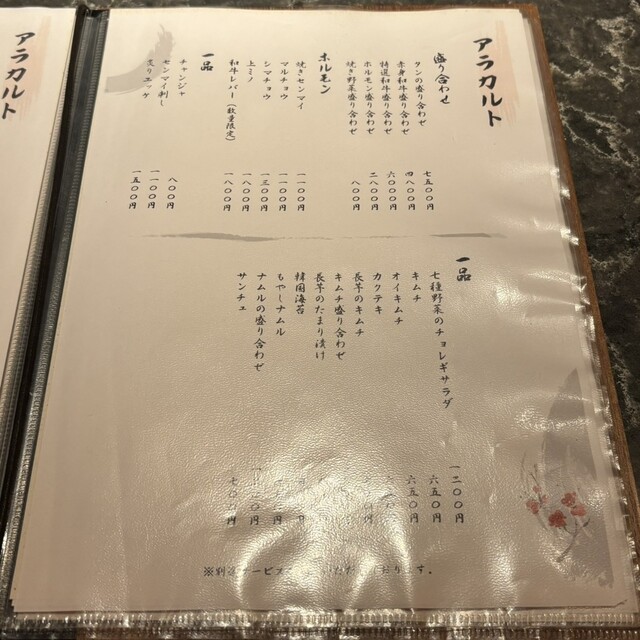 アラカルト
盛り合わせ
タンの盛り合わせ 七五〇〇円
赤身和牛盛り合わせ 四八〇〇円
特選和牛盛り合わせ 六〇〇〇円
ホルモン盛り合わせ 二八〇〇円
焼き野菜盛り合わせ 八〇〇円
ホルモン
焼きセンマイ 一一〇〇円
マルチョウ 一一〇〇円
シマチョウ 一三〇〇円
上ミノ 一八〇〇円
和牛レバー（数量限定） 一八〇〇円
一品
チャンジャ 八〇〇円
センマイ刺し 一一〇〇円
炙りユッケ 一五〇〇円
一品
七種野菜のチョレギサラダ 一二〇〇円
キムチ 六五〇円
オイキムチ 六五〇円
カクテキ
長芋のキムチ
キムチ盛り合わせ
長芋のたまり漬け
韓国海苔
もやしナムル
ナムルの盛り合わせ
サンチュ
アラカルト